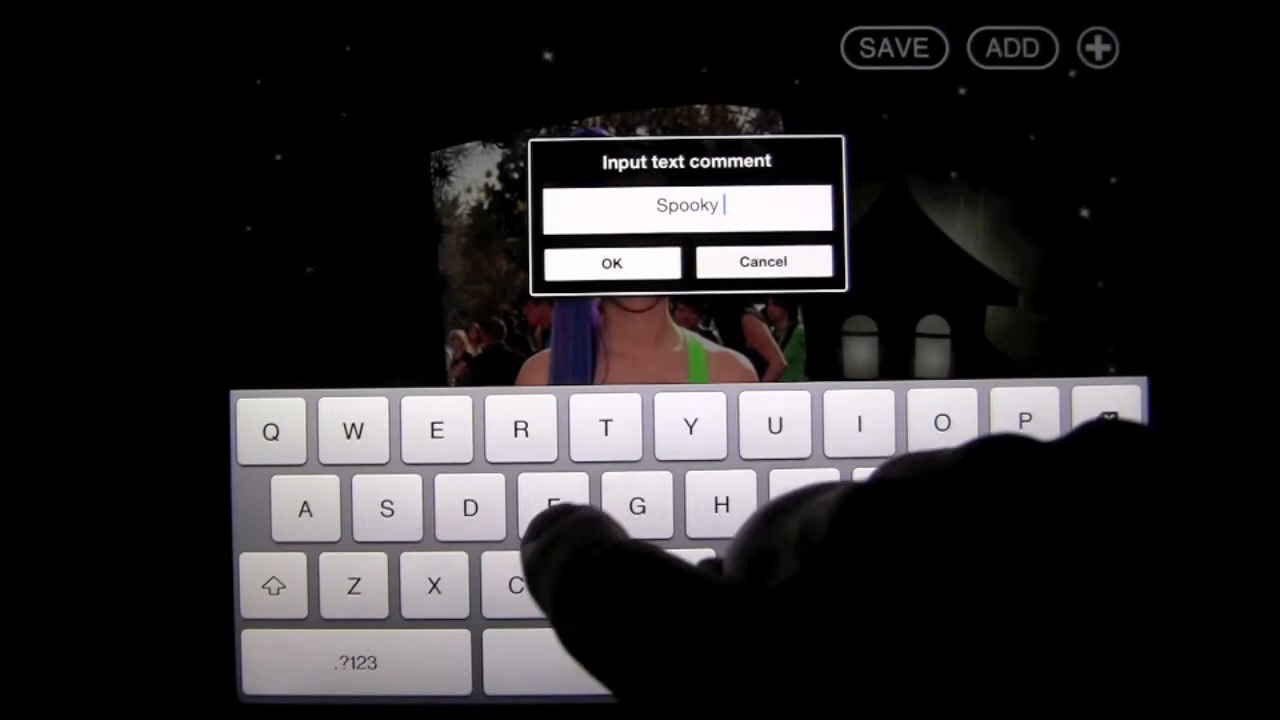 SAVE ADD
Input text comment
Spooky
OK Cancel
Q W E R T Y U I O P
A S D F G H
Z X C
.?123